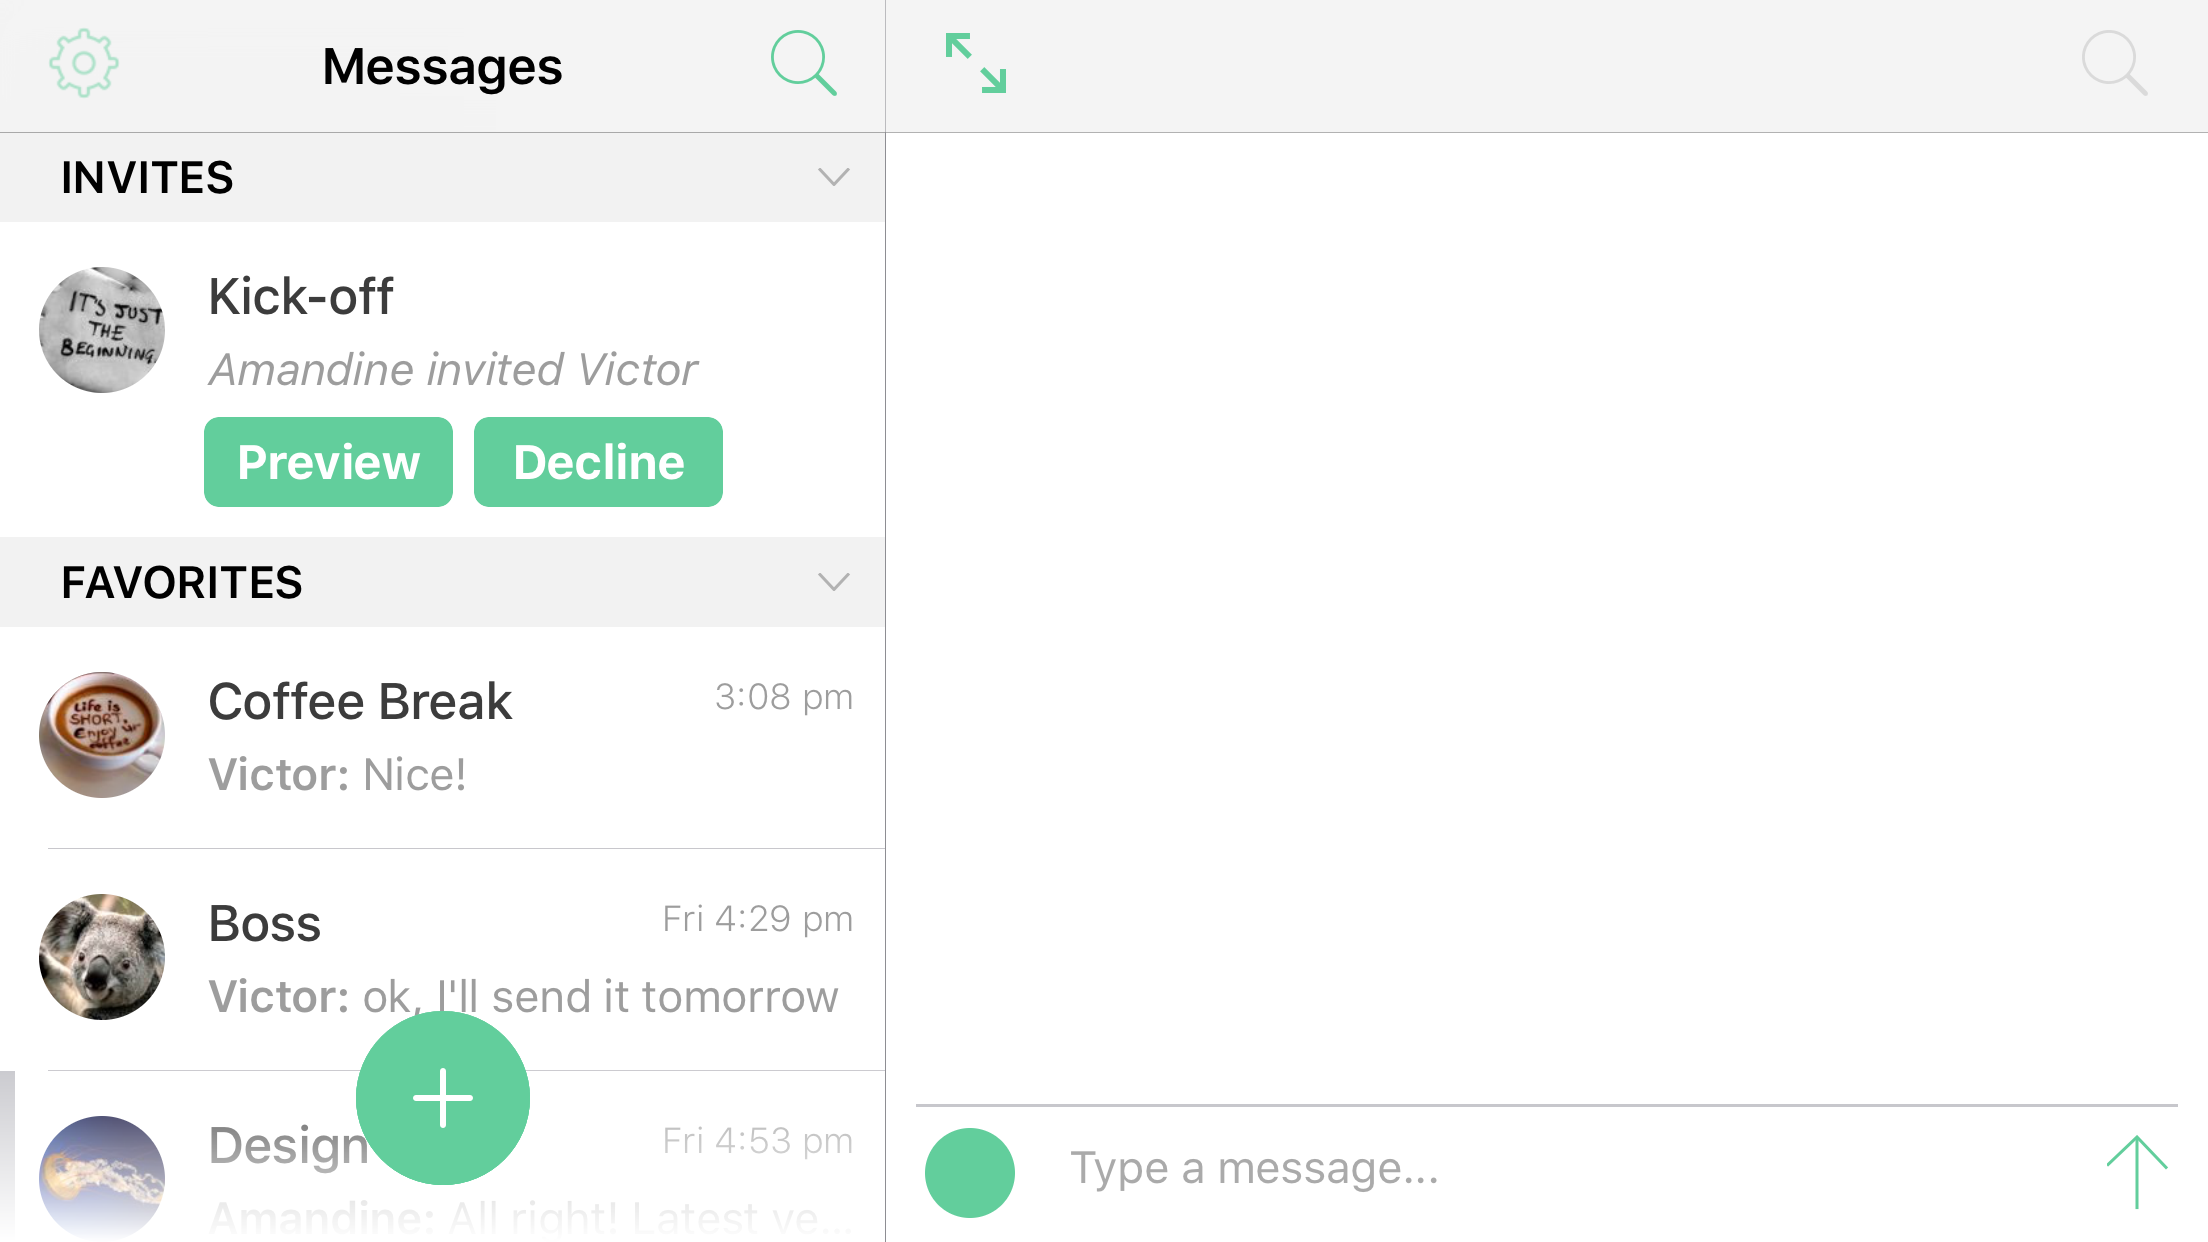 Messages
INVITES
IT'S JUST
THE
BEGINNING.
Kick-off
Amandine invited Victor
Preview
Decline
FAVORITES
Life is
SHORT.
Enjoy
coffee
Coffee Break
3:08 pm
Victor: Nice!
Boss
Fri 4:29 pm
Victor: ok, I'll send it tomorrow
Design
Fri 4:53 pm
Amandine: All right! Latest ve...
Type a message...